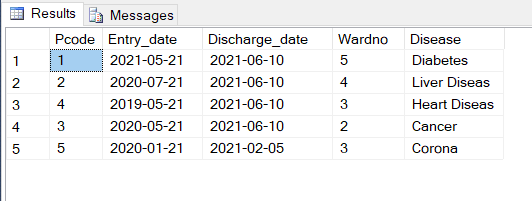 Results Messages
Pcode Entry_date Discharge_date Wardno Disease
1 1 2021-05-21 2021-06-10 5 Diabetes
2 2 2020-07-21 2021-06-10 4 Liver Diseas
3 4 2019-05-21 2021-06-10 3 Heart Diseas
4 3 2020-05-21 2021-06-10 2 Cancer
5 5 2020-01-21 2021-02-05 3 Corona